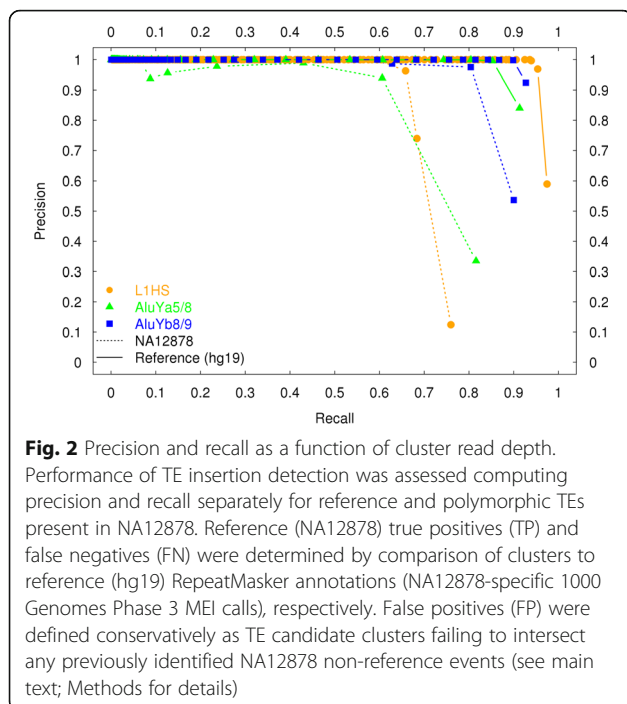 0 0.1 0.2 0.3 0.4 0.5 0.6 0.7 0.8 0.9 1
1 1
0.9 0.9
0.8 0.8
0.7 0.7
0.6 0.6
0.5 0.5
0.4 0.4
0.3 0.3
0.2 0.2
0.1 0.1
0 0
Precision
L1HS
AluYa5/8
AluYb8/9
NA12878
Reference (hg19)
0 0.1 0.2 0.3 0.4 0.5 0.6 0.7 0.8 0.9 1
Recall
Fig. 2 Precision and recall as a function of cluster read depth.
Performance of TE insertion detection was assessed computing
precision and recall separately for reference and polymorphic TEs
present in NA12878. Reference (NA12878) true positives (TP) and
false negatives (FN) were determined by comparison of clusters to
reference (hg19) RepeatMasker annotations (NA12878-specific 1000
Genomes Phase 3 MEI calls), respectively. False positives (FP) were
defined conservatively as TE candidate clusters failing to intersect
any previously identified NA12878 non-reference events (see main
text; Methods for details)